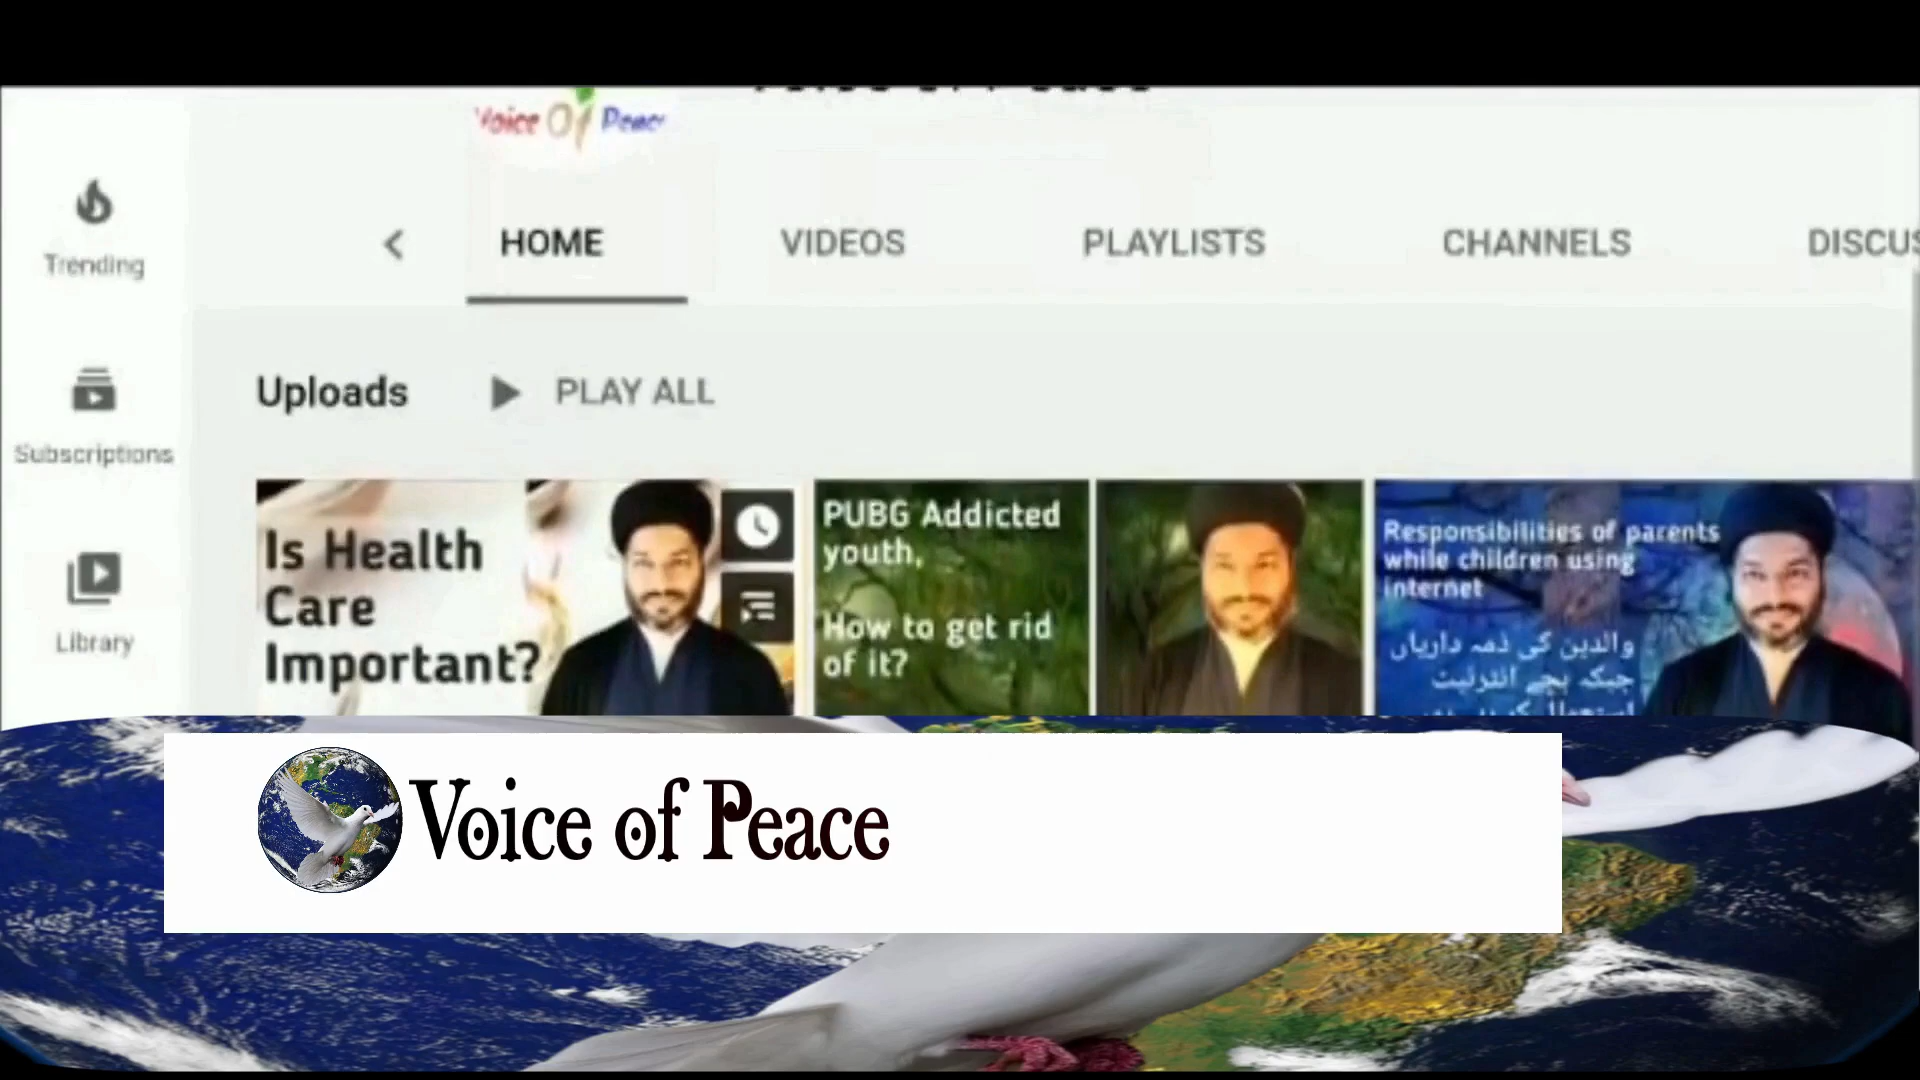 Voice Of Peace
Trending
HOME
VIDEOS
PLAYLISTS
CHANNELS
DISCUS
Uploads
PLAY ALL
Subscriptions
Library
Is Health
Care
Important?
PUBG Addicted
youth,
How to get rid
of it?
Responsibilities of parents
while children using
internet
والدین کی ذمہ داریاں
جبکہ بچے انٹرنیٹ
Voice of Peace